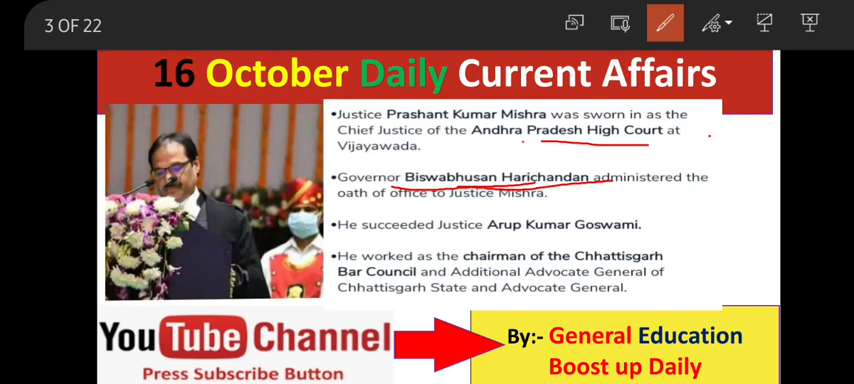 3 OF 22
16 October Daily Current Affairs
•Justice Prashant Kumar Mishra was sworn in as the
Chief Justice of the Andhra Pradesh High Court at
Vijayawada.
•Governor Biswabhusan Harichandan administered the
oath of office to Justice Mishra.
•He succeeded Justice Arup Kumar Goswami.
•He worked as the chairman of the Chhattisgarh
Bar Council and Additional Advocate General of
Chhattisgarh State and Advocate General.
YouTube Channel
Press Subscribe Button
By:- General Education
Boost up Daily